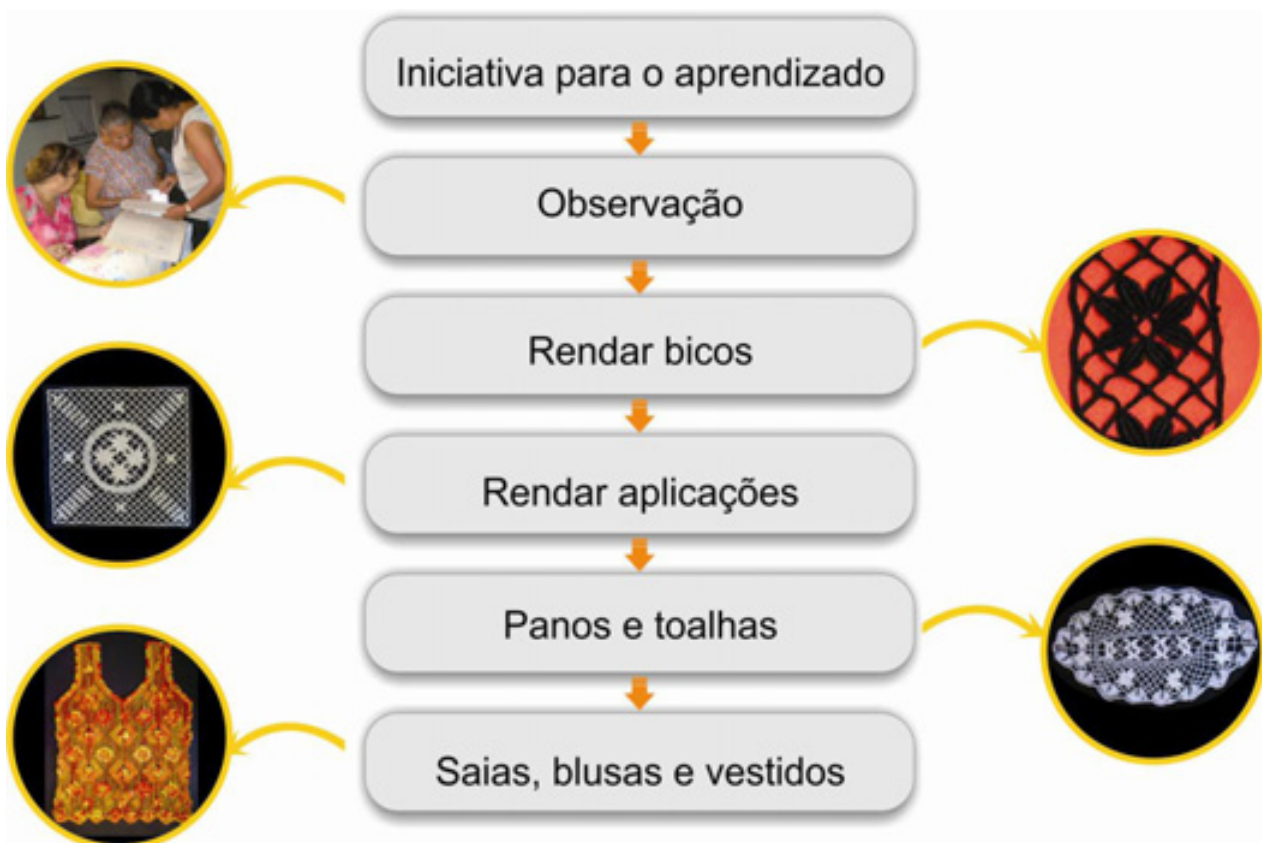 Iniciativa para o aprendizado
Observação
Rendar bicos
Rendar aplicações
Panos e toalhas
Saias, blusas e vestidos